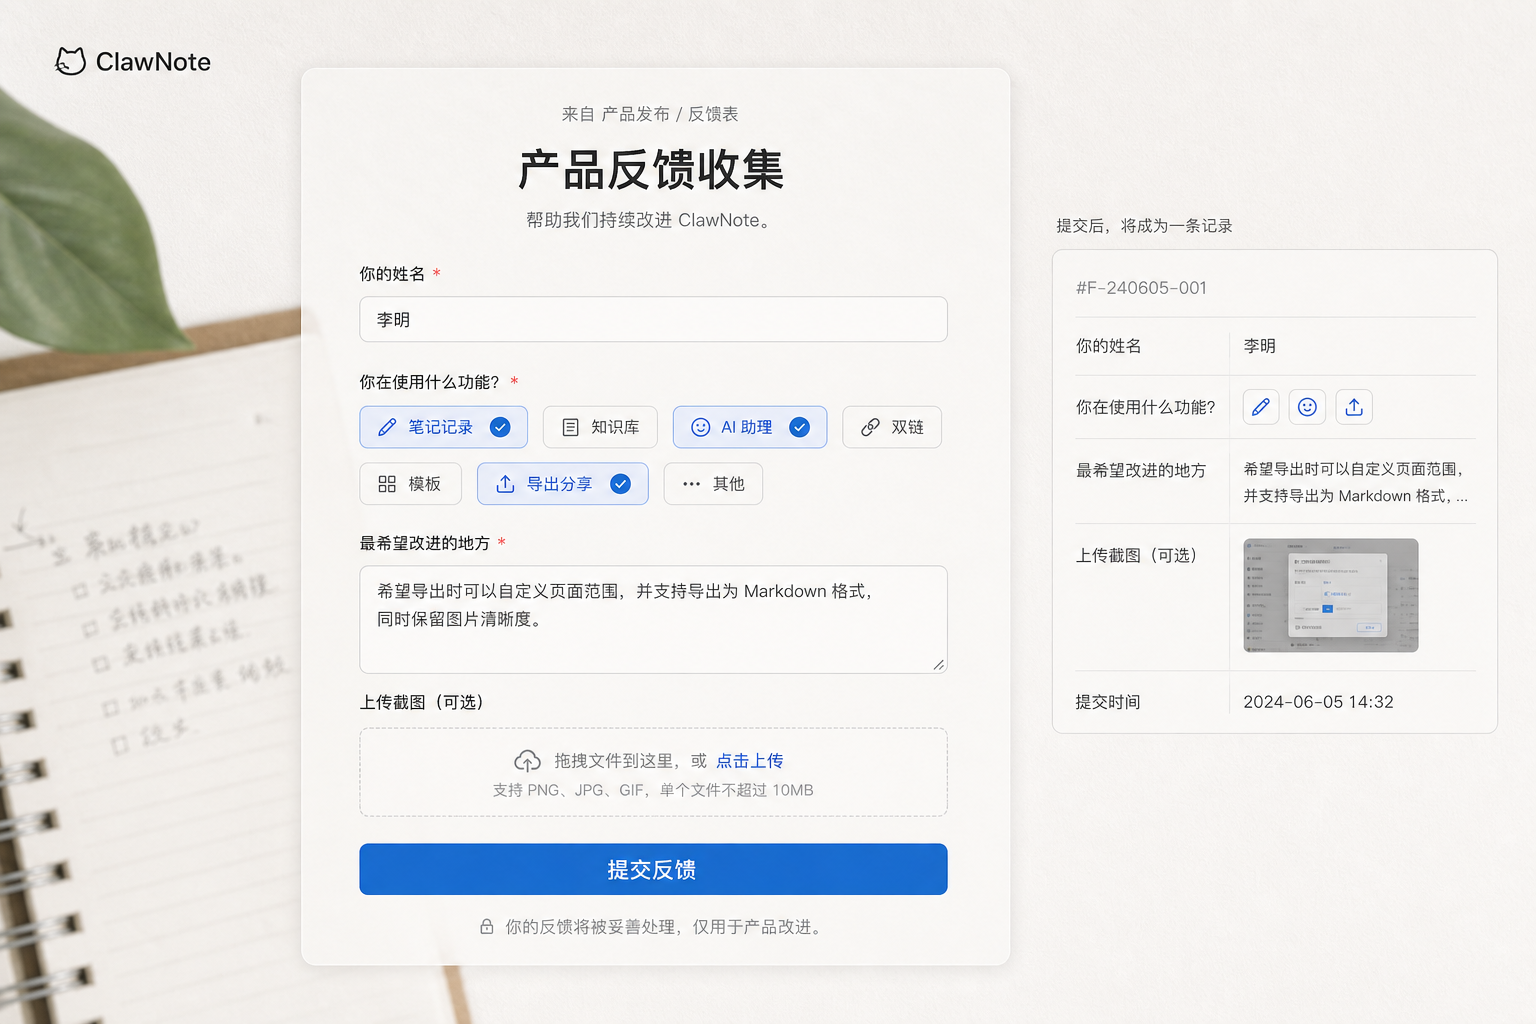 ClawNote
来自 产品发布 / 反馈表
产品反馈收集
帮助我们持续改进 ClawNote。
你的姓名 *
李明
你在使用什么功能? *
笔记记录
知识库
AI 助理
双链
模板
导出分享
其他
最希望改进的地方 *
希望导出时可以自定义页面范围，并支持导出为 Markdown 格式，
同时保留图片清晰度。
上传截图（可选）
拖拽文件到这里，或 点击上传
支持 PNG、JPG、GIF，单个文件不超过 10MB
提交反馈
你的反馈将被妥善处理，仅用于产品改进。
提交后，将成为一条记录
#F-240605-001
你的姓名 李明
你在使用什么功能?
最希望改进的地方
希望导出时可以自定义页面范围，
并支持导出为 Markdown 格式，...
上传截图（可选）
提交时间 2024-06-05 14:32